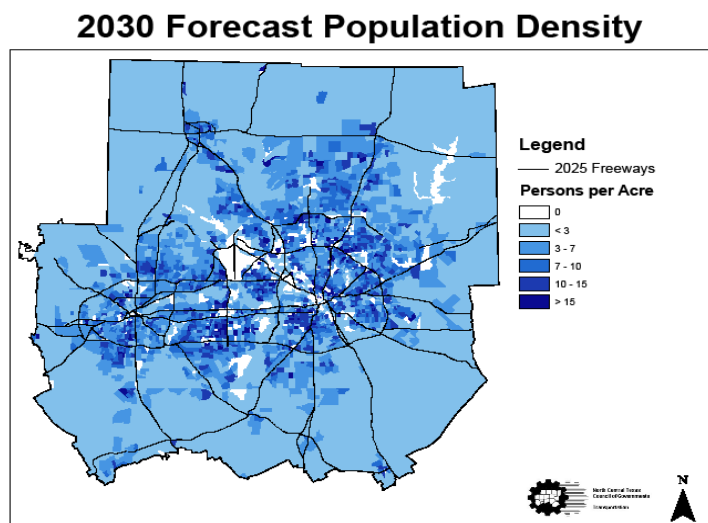 2030 Forecast Population Density
Legend
2025 Freeways
Persons per Acre
0
< 3
3 - 7
7 - 10
10 - 15
> 15
North Central Texas
Council of Governments
Transportation
N